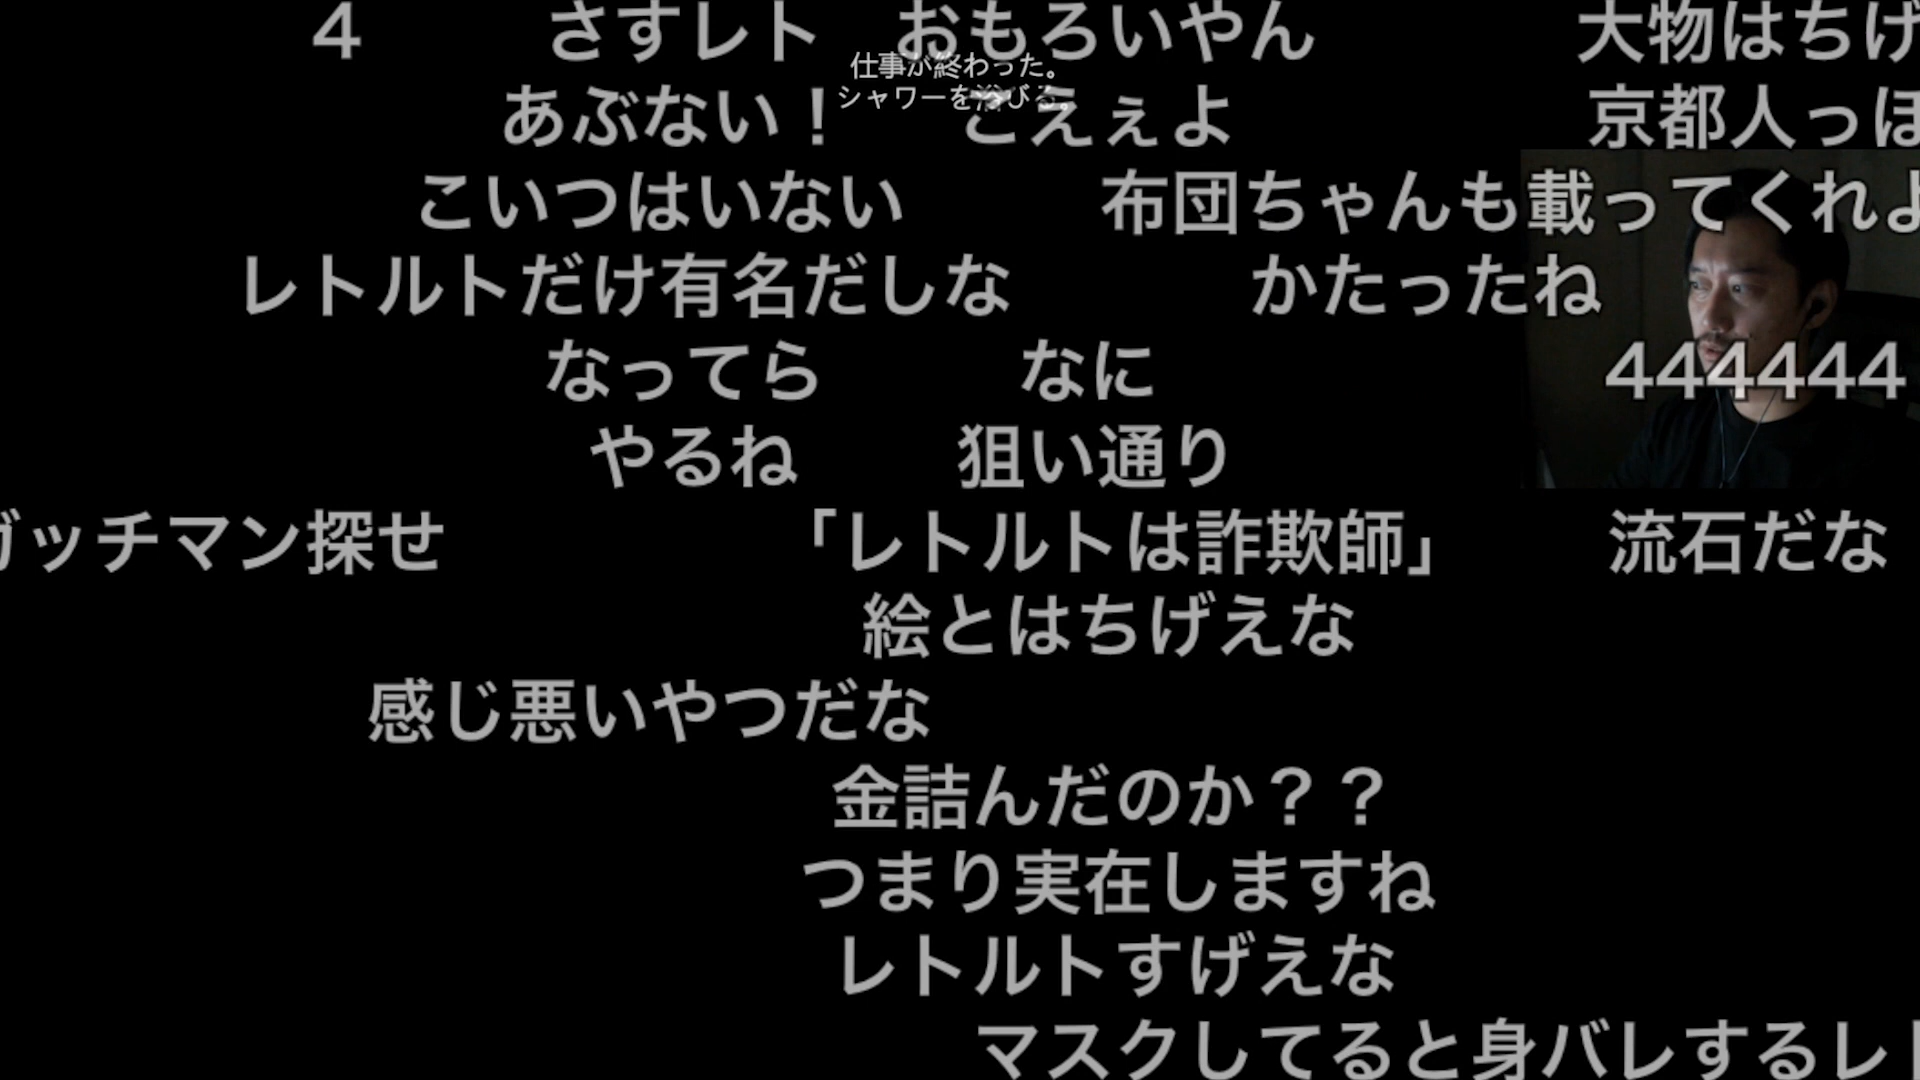 4 さすレト おもろいやん 大物はちげ
仕事が終わった。
シャワーを浴びる。
あぶない！ こえぇよ 京都人っぽ
こいつはいない 布団ちゃんも載ってくれよ
レトルトだけ有名だしな かたったね
なってら なに 444444
やるね 狙い通り
ガッチマン探せ 「レトルトは詐欺師」 流石だな
絵とはちげえな
感じ悪いやつだな
金詰んだのか？？
つまり実在しますね
レトルトすげえな
マスクしてると身バレするレト